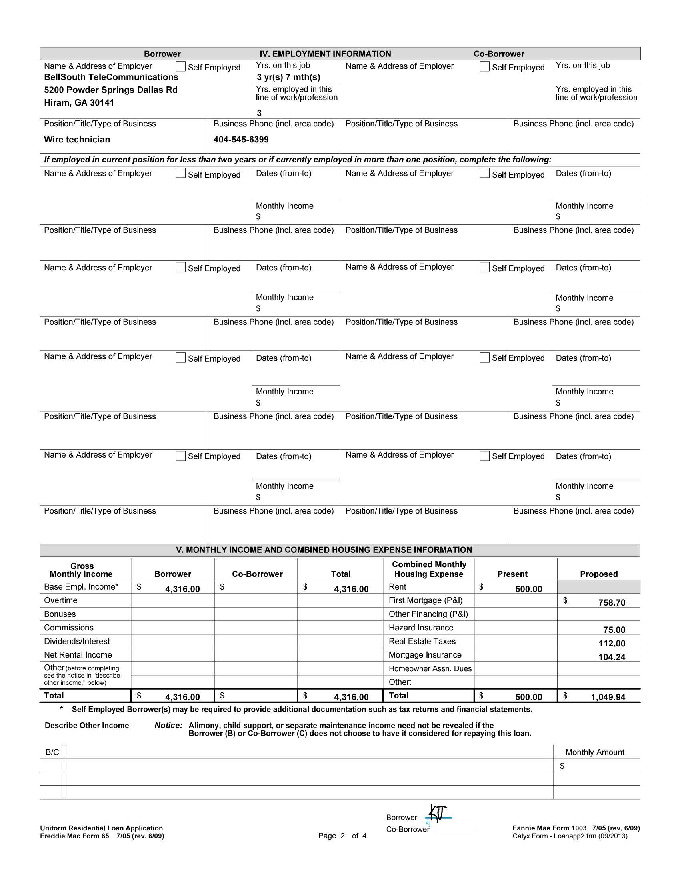 Borrower IV. EMPLOYMENT INFORMATION Co-Borrower
Name & Address of Employer Self Employed Yrs. on this job Name & Address of Employer Self Employed Yrs. on this job
BellSouth TeleCommunications 3 yr(s) 7 mth(s)
5200 Powder Springs Dallas Rd Yrs. employed in this line of work/profession Yrs. employed in this line of work/profession
Hiram, GA 30141
3
Position/Title/Type of Business Business Phone (incl. area code) Position/Title/Type of Business Business Phone (incl. area code)
Wire technician 404-545-6399
If employed in current position for less than two years or if currently employed in more than one position, complete the following:
Name & Address of Employer Self Employed Dates (from-to) Name & Address of Employer Self Employed Dates (from-to)
Monthly Income Monthly Income
$ $
Position/Title/Type of Business Business Phone (incl. area code) Position/Title/Type of Business Business Phone (incl. area code)
Name & Address of Employer Self Employed Dates (from-to) Name & Address of Employer Self Employed Dates (from-to)
Monthly Income Monthly Income
$ $
Position/Title/Type of Business Business Phone (incl. area code) Position/Title/Type of Business Business Phone (incl. area code)
Name & Address of Employer Self Employed Dates (from-to) Name & Address of Employer Self Employed Dates (from-to)
Monthly Income Monthly Income
$ $
Position/Title/Type of Business Business Phone (incl. area code) Position/Title/Type of Business Business Phone (incl. area code)
Name & Address of Employer Self Employed Dates (from-to) Name & Address of Employer Self Employed Dates (from-to)
Monthly Income Monthly Income
$ $
Position/Title/Type of Business Business Phone (incl. area code) Position/Title/Type of Business Business Phone (incl. area code)
V. MONTHLY INCOME AND COMBINED HOUSING EXPENSE INFORMATION
Gross Monthly Income Borrower Co-Borrower Total Combined Monthly Housing Expense Present Proposed
Base Empl. Income* $ 4,316.00 $ $ 4,316.00 Rent $ 500.00
Overtime First Mortgage (P&I) $ 758.70
Bonuses Other Financing (P&I)
Commissions Hazard Insurance 75.00
Dividends/Interest Real Estate Taxes 112.00
Net Rental Income Mortgage Insurance 104.24
Other (before completing, Homeowner Assn. Dues
see the notice in "describe
other income," below) Other:
Total $ 4,316.00 $ $ 4,316.00 Total $ 500.00 $ 1,049.94
* Self Employed Borrower(s) may be required to provide additional documentation such as tax returns and financial statements.
Describe Other Income Notice: Alimony, child support, or separate maintenance income need not be revealed if the
Borrower (B) or Co-Borrower (C) does not choose to have it considered for repaying this loan.
B/C Monthly Amount
$
Borrower
Co-Borrower
Uniform Residential Loan Application Fannie Mae Form 1003 7/05 (rev. 6/09)
Freddie Mac Form 65 7/05 (rev. 6/09) Page 2 of 4 Calyx Form - Loanapp2.frm (09/2013)